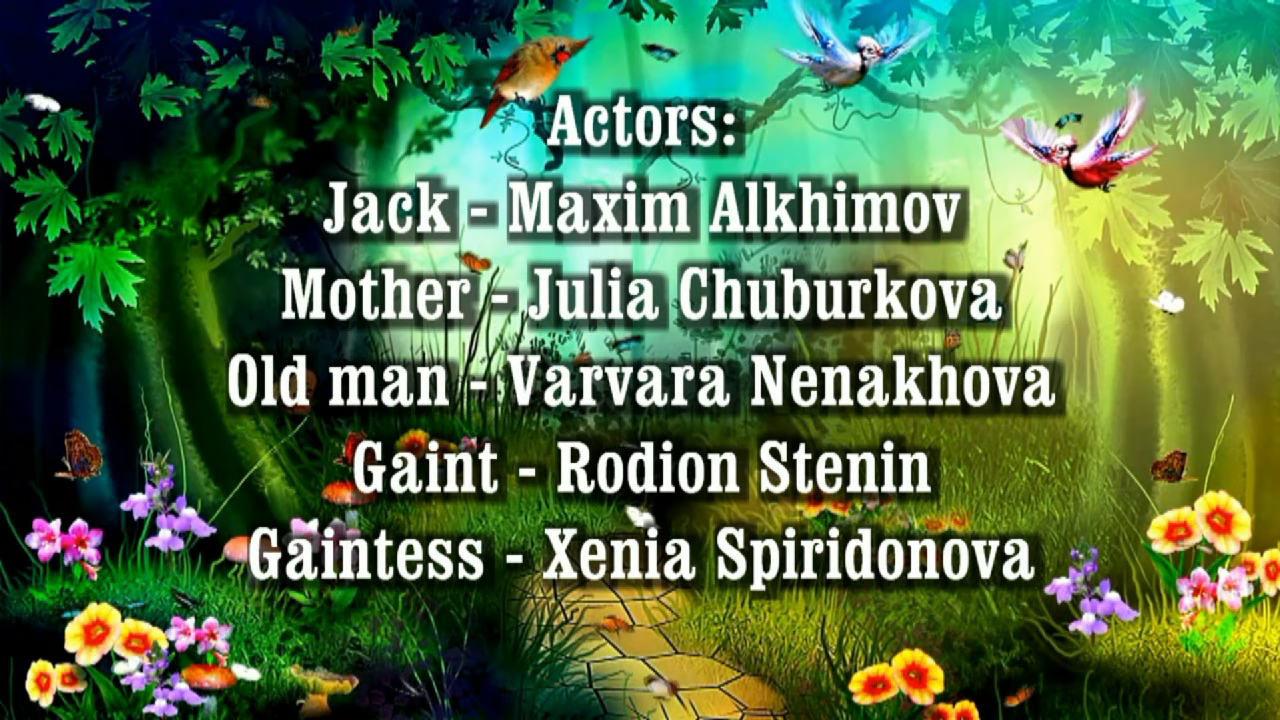 Actors:
Jack - Maxim Alkhimov
Mother - Julia Chuburkova
Old man - Varvara Nenakhova
Gaint - Rodion Stenin
Gaintess - Xenia Spiridonova